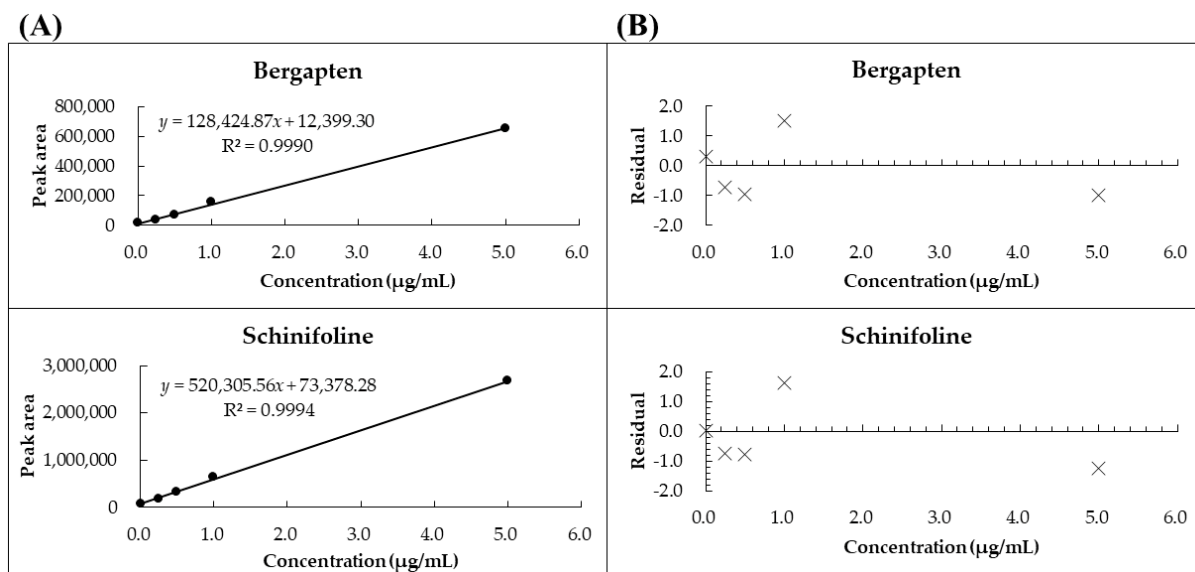 (A)
(B)
Bergapten
800,000
600,000
400,000
200,000
0
Peak area
y = 128,424.87x + 12,399.30
R² = 0.9990
0.0 1.0 2.0 3.0 4.0 5.0 6.0
Concentration (µg/mL)
Bergapten
2.0
1.0
0.0
-1.0
-2.0
Residual
0.0 1.0 2.0 3.0 4.0 5.0 6.0
Concentration (µg/mL)
Schinifoline
3,000,000
2,000,000
1,000,000
0
Peak area
y = 520,305.56x + 73,378.28
R² = 0.9994
0.0 1.0 2.0 3.0 4.0 5.0 6.0
Concentration (µg/mL)
Schinifoline
2.0
1.0
0.0
-1.0
-2.0
Residual
0.0 1.0 2.0 3.0 4.0 5.0 6.0
Concentration (µg/mL)